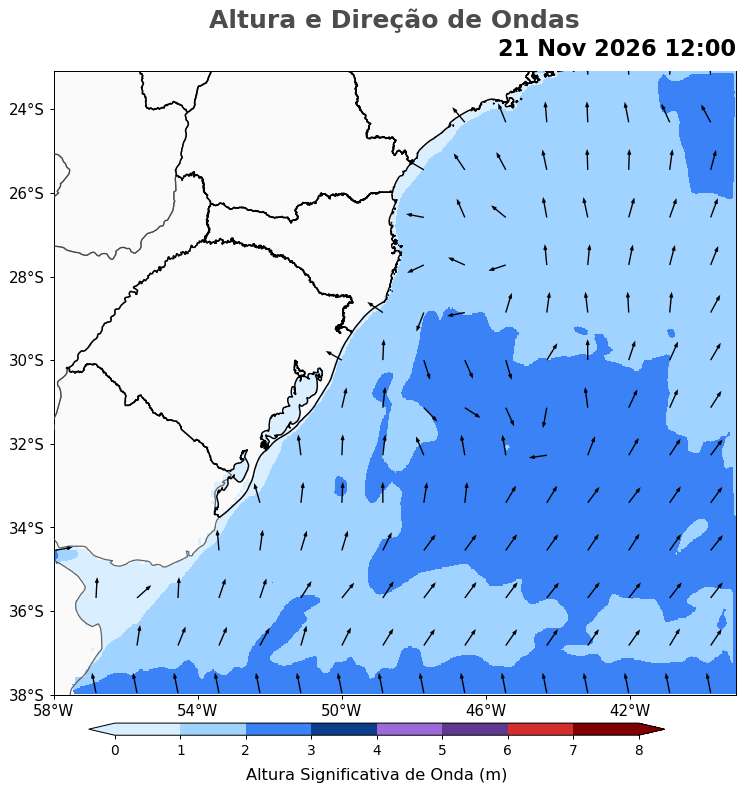 Altura e Direção de Ondas
21 Nov 2026 12:00
24°S
26°S
28°S
30°S
32°S
34°S
36°S
38°S
58°W 54°W 50°W 46°W 42°W
0 1 2 3 4 5 6 7 8
Altura Significativa de Onda (m)